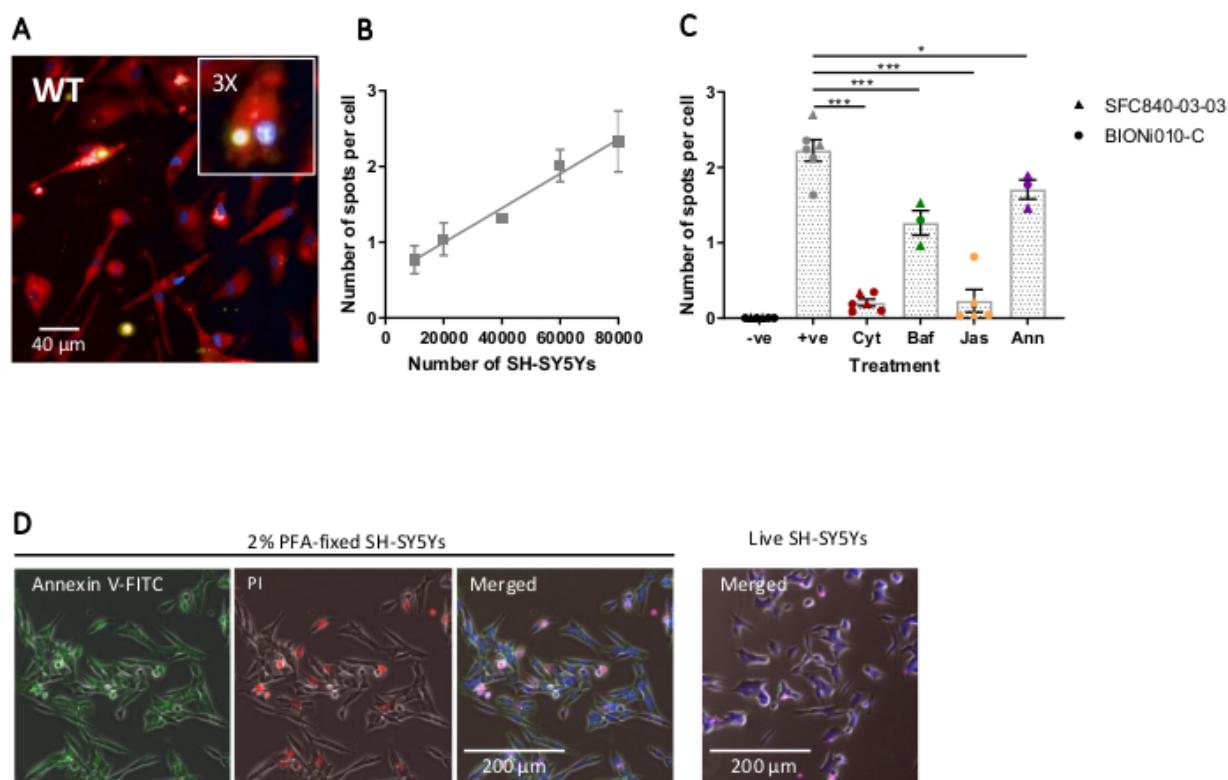 A
WT
3X
40 µm
B
Number of spots per cell
3
2
1
0
0 20000 40000 60000 80000
Number of SH-SY5Ys
C
* 
***
***
***
Number of spots per cell
3
2
1
0
-ve +ve Cyt Baf Jas Ann
Treatment
SFC840-03-03
BIONi010-C
D
2% PFA-fixed SH-SY5Ys
Live SH-SY5Ys
Annexin V-FITC
PI
Merged
Merged
200 µm
200 µm